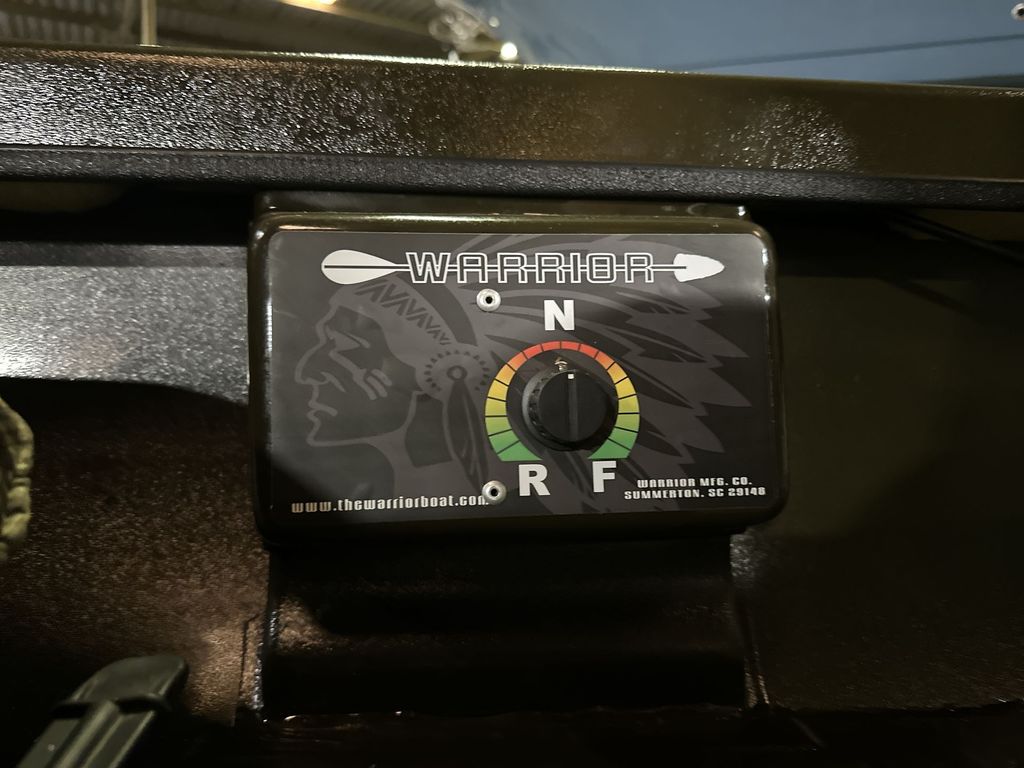 WARRIOR
N
R F
www.thewarriorboat.com
WARRIOR MFG. CO.
SUMMERTON, SC 29148